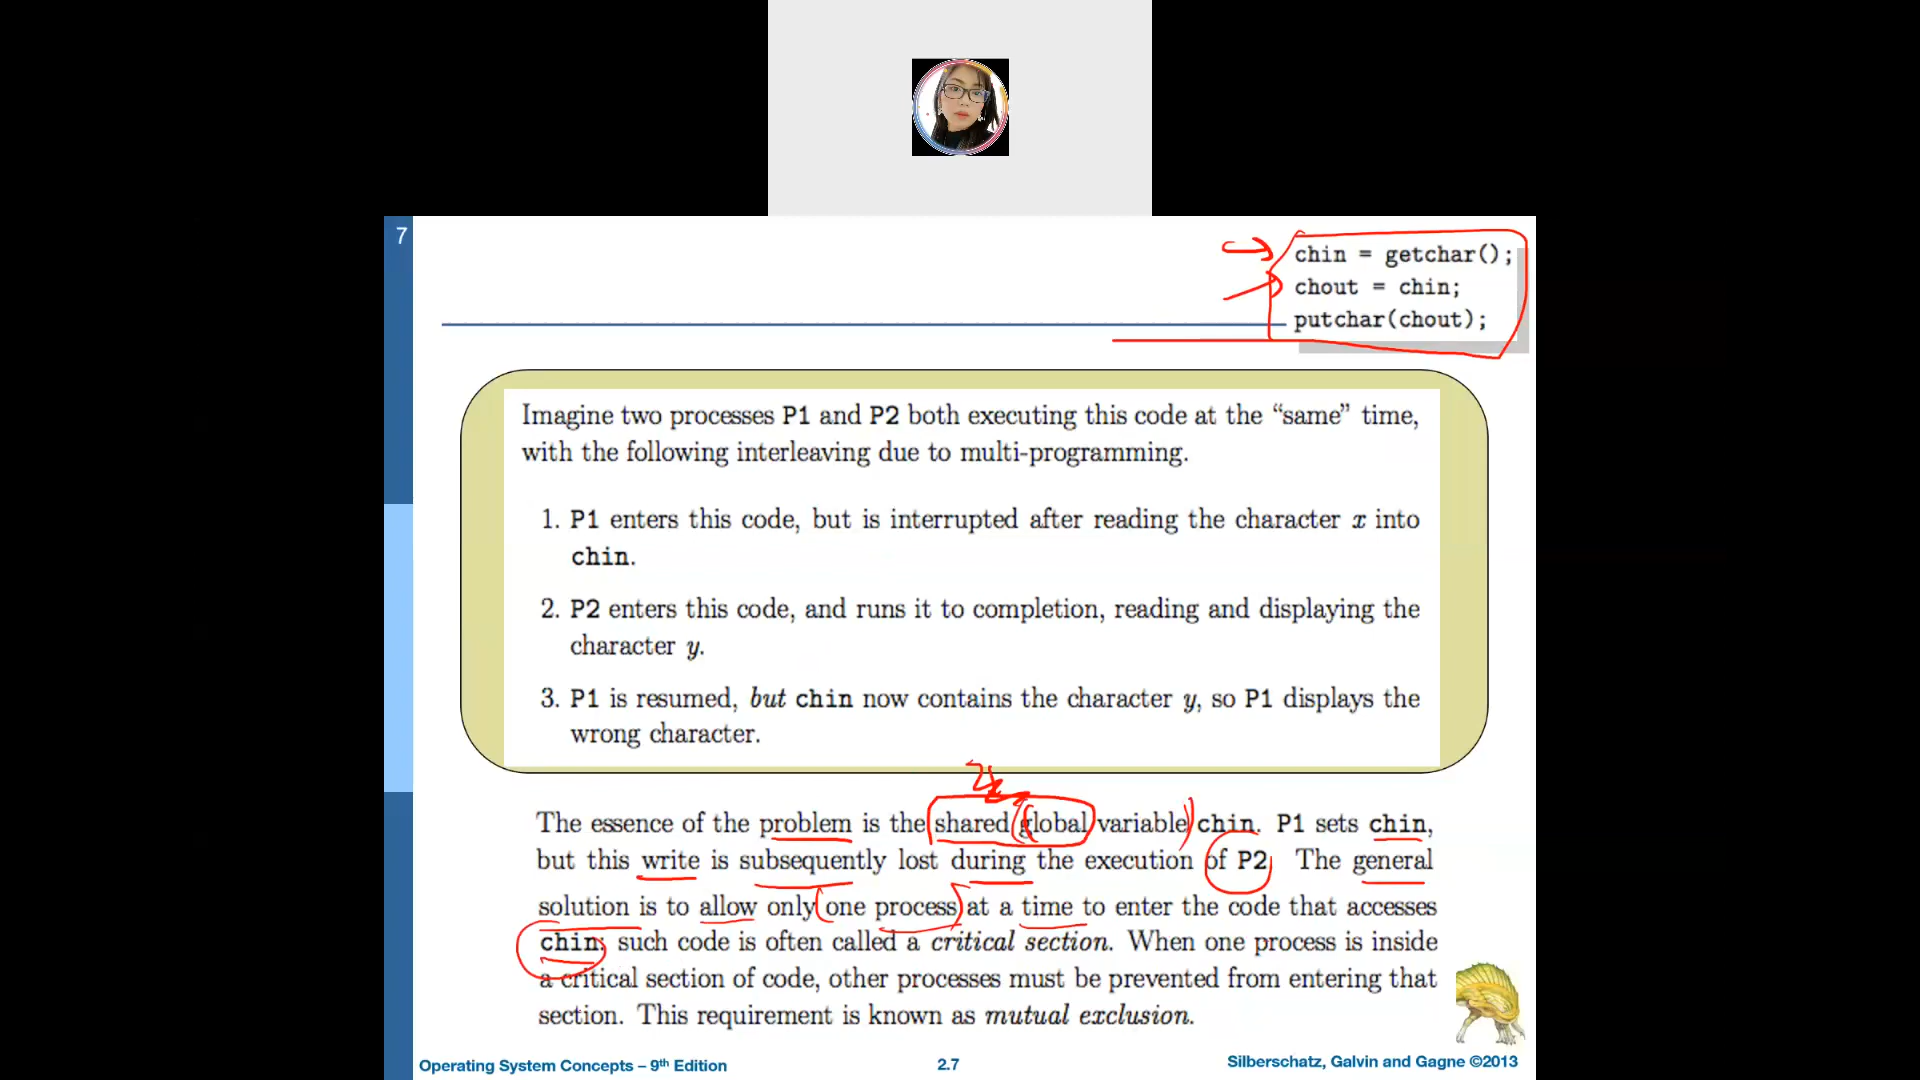 7
chin = getchar();
chout = chin;
putchar(chout);
Imagine two processes P1 and P2 both executing this code at the “same” time,
with the following interleaving due to multi-programming.
1. P1 enters this code, but is interrupted after reading the character x into
chin.
2. P2 enters this code, and runs it to completion, reading and displaying the
character y.
3. P1 is resumed, but chin now contains the character y, so P1 displays the
wrong character.
The essence of the problem is the shared global variable chin. P1 sets chin,
but this write is subsequently lost during the execution of P2. The general
solution is to allow only one process at a time to enter the code that accesses
chin: such code is often called a critical section. When one process is inside
a critical section of code, other processes must be prevented from entering that
section. This requirement is known as mutual exclusion.
Operating System Concepts – 9th Edition
2.7
Silberschatz, Galvin and Gagne ©2013